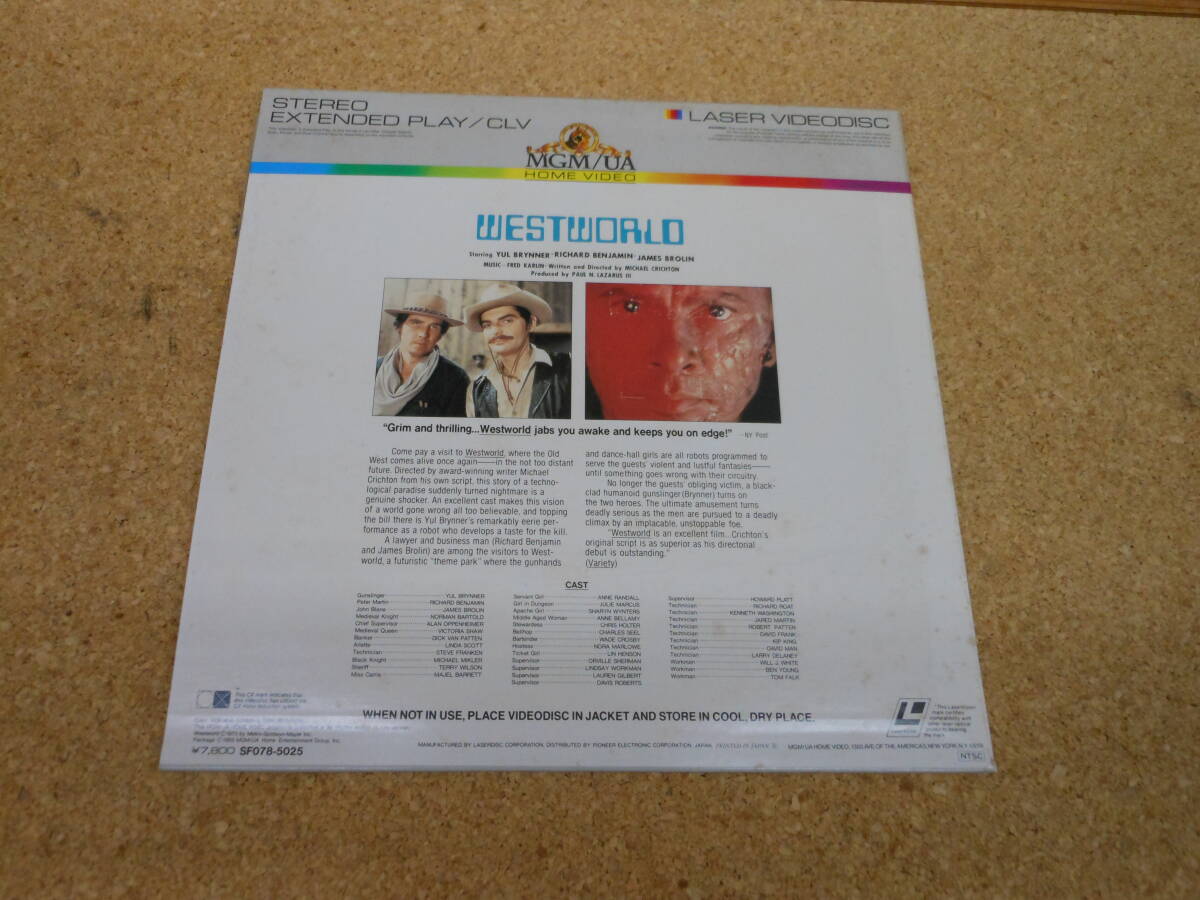 STEREO
EXTENDED PLAY/CLV
LASER VIDEODISC
MGM/UA
HOME VIDEO
WESTWORLD
Starring YUL BRYNNER · RICHARD BENJAMIN · JAMES BROLIN
MUSIC · FRED KARLIN · Written and Directed by MICHAEL CRICHTON
Produced by PAUL N. LAZARUS III
"Grim and thrilling...Westworld jabs you awake and keeps you on edge!" —NY Post
Come pay a visit to Westworld, where the Old
West comes alive once again——in the not too distant
future. Directed by award-winning writer Michael
Crichton from his own script, this story of a techno-
logical paradise suddenly turned nightmare is a
genuine shocker. An excellent cast makes this vision
of a world gone wrong all too believable, and topping
the bill there is Yul Brynner's remarkably eerie per-
formance as a robot who develops a taste for the kill.
A lawyer and business man (Richard Benjamin
and James Brolin) are among the visitors to West-
world, a futuristic "theme park" where the gunhands
and dance-hall girls are all robots programmed to
serve the guests' violent and lustful fantasies——
until something goes wrong with their circuitry.
No longer the guests' obliging victim, a black-
clad humanoid gunslinger (Brynner) turns on
the two heroes. The ultimate amusement turns
deadly serious as the men are pursued to a deadly
climax by an implacable, unstoppable foe.
"Westworld is an excellent film...Crichton's
original script is as superior as his directorial
debut is outstanding."
(Variety)
CAST
Gunslinger YUL BRYNNER
Peter Martin RICHARD BENJAMIN
John Blane JAMES BROLIN
Medieval Knight NORMAN BARTOLD
Chief Supervisor ALAN OPPENHEIMER
Medieval Queen VICTORIA SHAW
Banker DICK VAN PATTEN
Arlette LINDA SCOTT
Technician STEVE FRANKEN
Black Knight MICHAEL MIKLER
Sheriff TERRY WILSON
Miss Carrie MAJEL BARRETT
Servant Girl ANNE RANDALL
Girl in Dungeon JULIE MARCUS
Apache Girl SHARYN WYNTERS
Middle Aged Woman ANNE BELLAMY
Stewardess CHRIS HOLTER
Bellhop CHARLES SEEL
Bartender WADE CROSBY
Hostess NORA MARLOWE
Ticket Girl LIN HENSON
Supervisor ORVILLE SHERMAN
Supervisor LINDSAY WORKMAN
Supervisor LAUREN GILBERT
Supervisor DAVIS ROBERTS
Supervisor HOWARD PLATT
Technician RICHARD ROAT
Technician KENNETH WASHINGTON
Technician JARED MARTIN
Technician ROBERT PATTEN
Technician DAVID FRANK
Technician KIP KING
Technician DAVID MAN
Technician LARRY DELANEY
Workman WILL J. WHITE
Workman BEN YOUNG
Workman TOM FALK
WHEN NOT IN USE, PLACE VIDEODISC IN JACKET AND STORE IN COOL, DRY PLACE.
¥7,800 SF078-5025
MANUFACTURED BY LASERDISC CORPORATION, DISTRIBUTED BY PIONEER ELECTRONIC CORPORATION, JAPAN. PRINTED IN JAPAN
NTSC